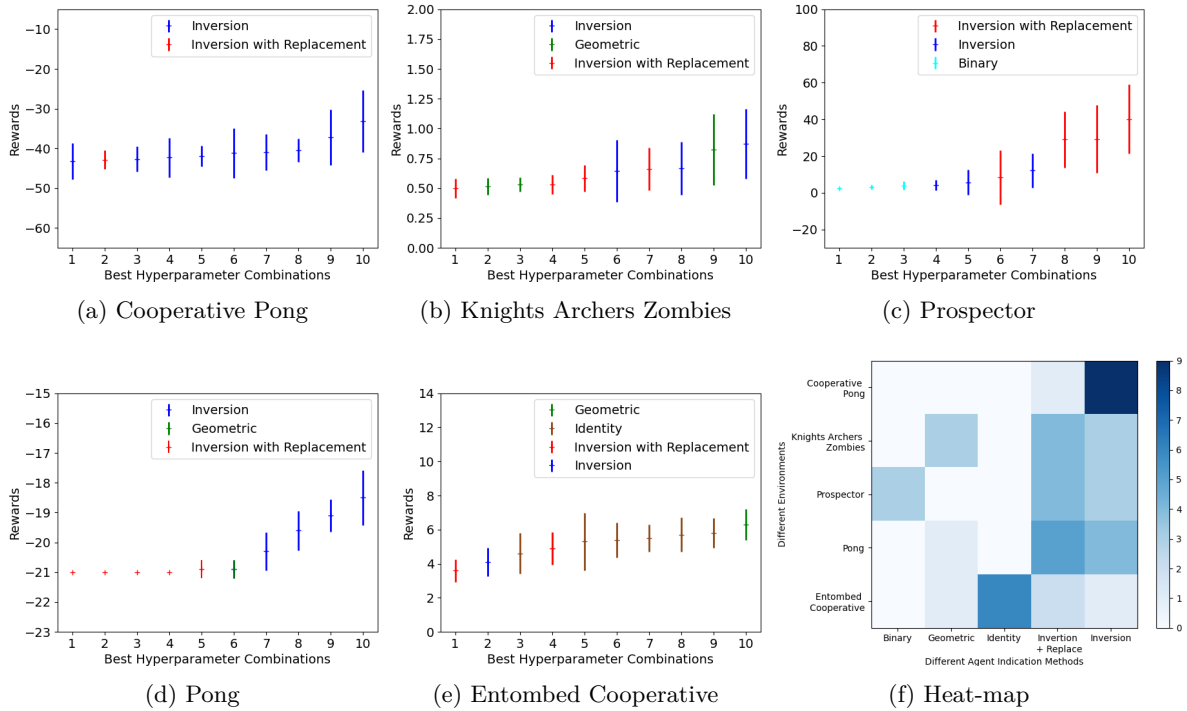 −5
−10
−20
−30
−40
−50
−60
Rewards
Inversion
Inversion with Replacement
1 2 3 4 5 6 7 8 9 10
Best Hyperparameter Combinations
(a) Cooperative Pong
2.00
1.75
1.50
1.25
1.00
0.75
0.50
0.25
0.00
Rewards
Inversion
Geometric
Inversion with Replacement
1 2 3 4 5 6 7 8 9 10
Best Hyperparameter Combinations
(b) Knights Archers Zombies
100
80
60
40
20
0
−20
Rewards
Inversion with Replacement
Inversion
Binary
1 2 3 4 5 6 7 8 9 10
Best Hyperparameter Combinations
(c) Prospector
−15
−16
−17
−18
−19
−20
−21
−22
−23
Rewards
Inversion
Geometric
Inversion with Replacement
1 2 3 4 5 6 7 8 9 10
Best Hyperparameter Combinations
(d) Pong
14
12
10
8
6
4
2
0
Rewards
Geometric
Identity
Inversion with Replacement
Inversion
1 2 3 4 5 6 7 8 9 10
Best Hyperparameter Combinations
(e) Entombed Cooperative
Different Environments
Cooperative
Pong
Knights Archers
Zombies
Prospector
Pong
Entombed
Cooperative
Binary Geometric Identity Invertion Inversion
+ Replace
Different Agent Indication Methods
9
8
7
6
5
4
3
2
1
0
(f) Heat-map